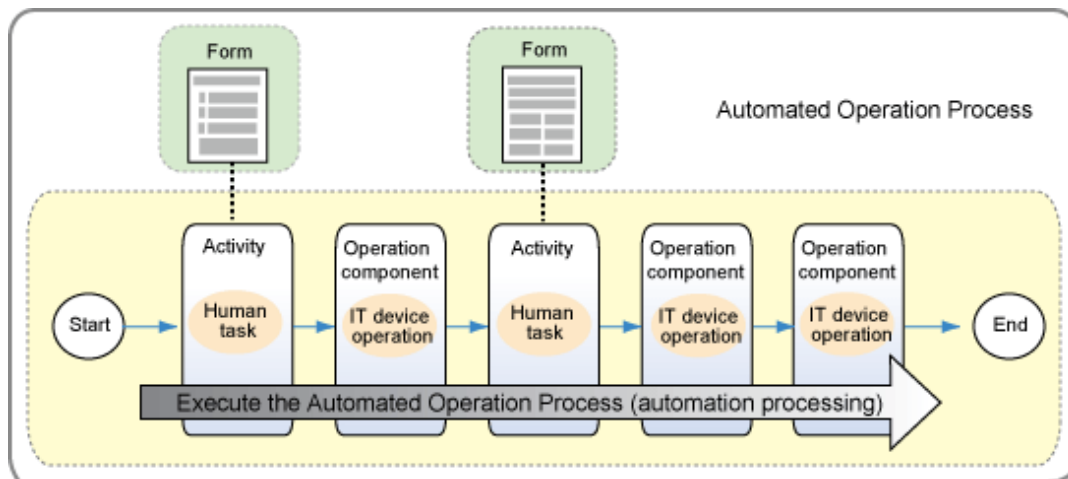 Form
Form
Automated Operation Process
Activity
Operation
component
Activity
Operation
component
Operation
component
Start
Human
task
IT device
operation
Human
task
IT device
operation
IT device
operation
End
Execute the Automated Operation Process (automation processing)